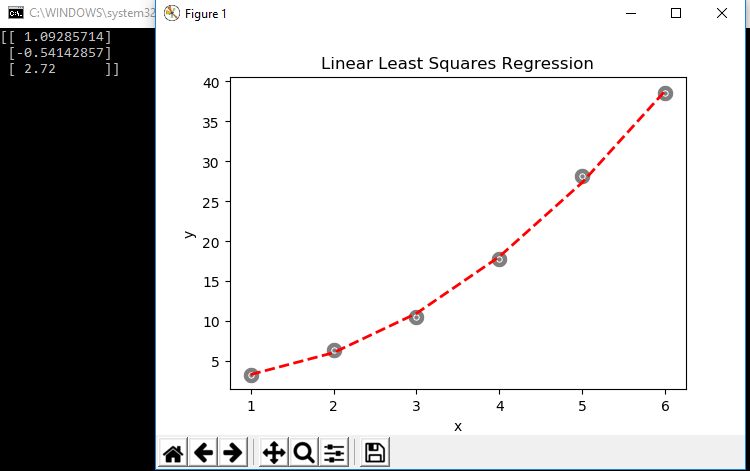 C:\WINDOWS\system32
Figure 1
[[ 1.09285714]
[-0.54142857]
[ 2.72      ]]
Linear Least Squares Regression
40
35
30
25
20
15
10
5
y
1 2 3 4 5 6
x